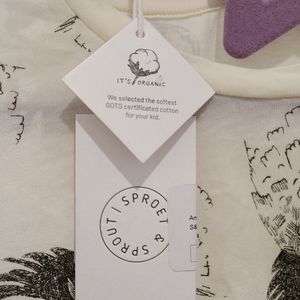 IT'S ORGANIC
We selected the softest
GOTS certificated cotton
for your kid.
SPROET & SPROUT |